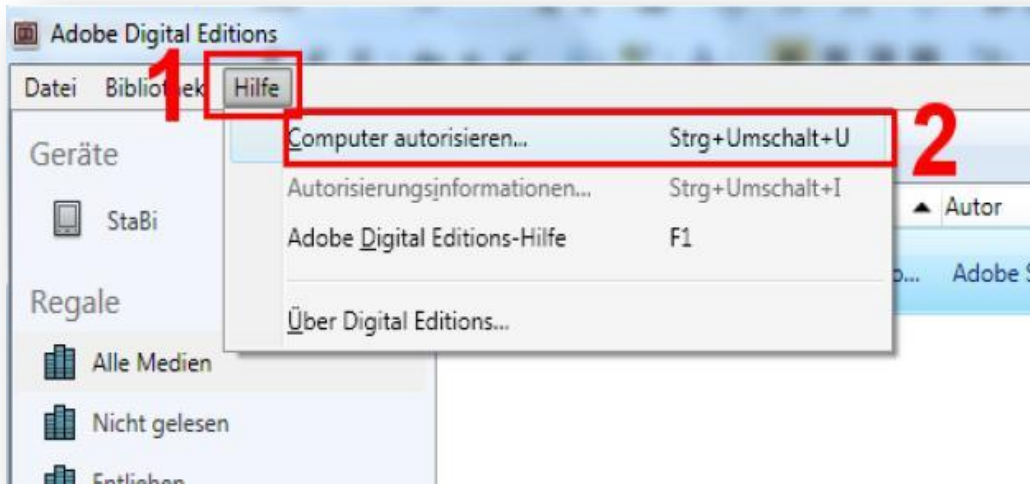 Adobe Digital Editions
1
Datei Bibliothek Hilfe
Computer autorisieren... Strg+Umschalt+U
2
Autorisierungsinformationen... Strg+Umschalt+I
Adobe Digital Editions-Hilfe F1
Über Digital Editions...
Geräte
StaBi
Regale
Alle Medien
Nicht gelesen
Entliehen
Autor
Adobe S